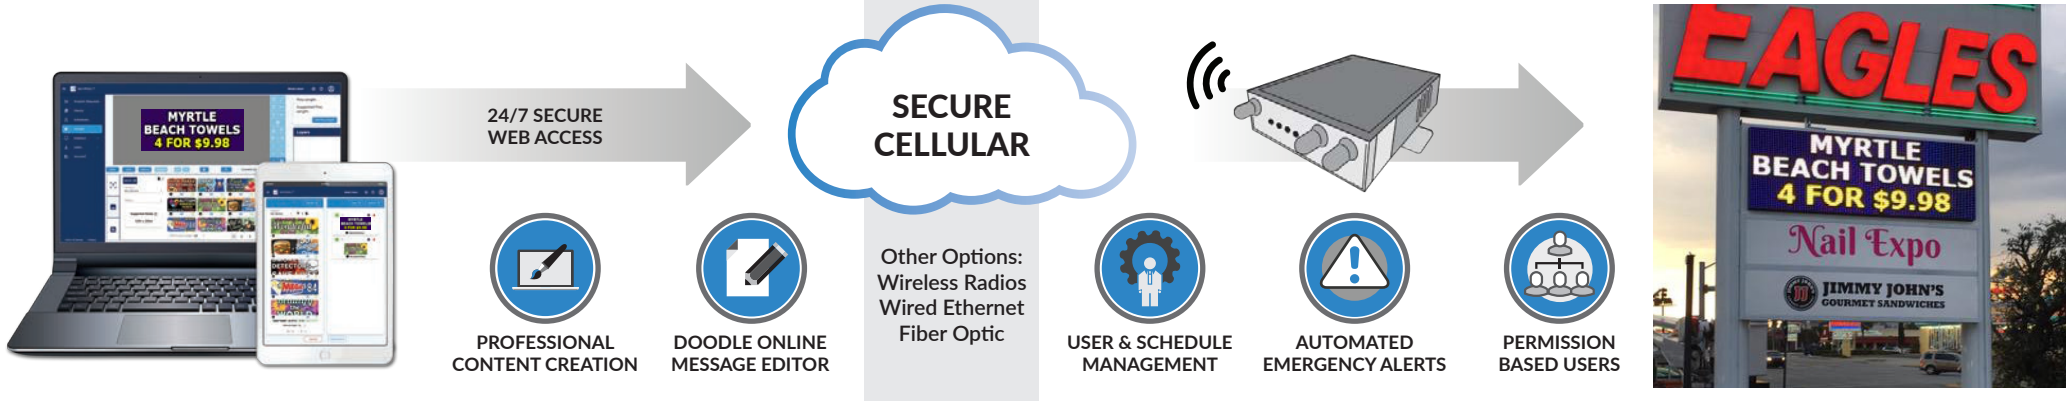 MYRTLE
BEACH TOWELS
4 FOR $9.98
24/7 SECURE
WEB ACCESS
SECURE
CELLULAR
Other Options:
Wireless Radios
Wired Ethernet
Fiber Optic
PROFESSIONAL
CONTENT CREATION
DOODLE ONLINE
MESSAGE EDITOR
USER & SCHEDULE
MANAGEMENT
AUTOMATED
EMERGENCY ALERTS
PERMISSION
BASED USERS
EAGLES
MYRTLE
BEACH TOWELS
4 FOR $9.98
Nail Expo
JIMMY JOHN'S
GOURMET SANDWICHES